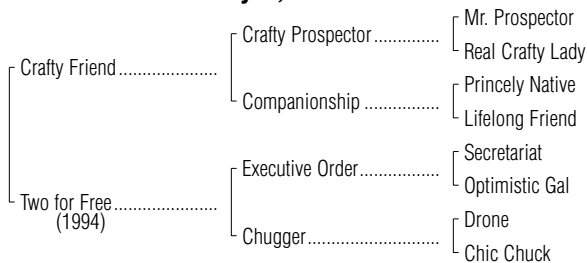 Crafty Friend
Crafty Prospector
Mr. Prospector
Real Crafty Lady
Companionship
Princely Native
Lifelong Friend
Two for Free
(1994)
Executive Order
Secretariat
Optimistic Gal
Chugger
Drone
Chic Chuck